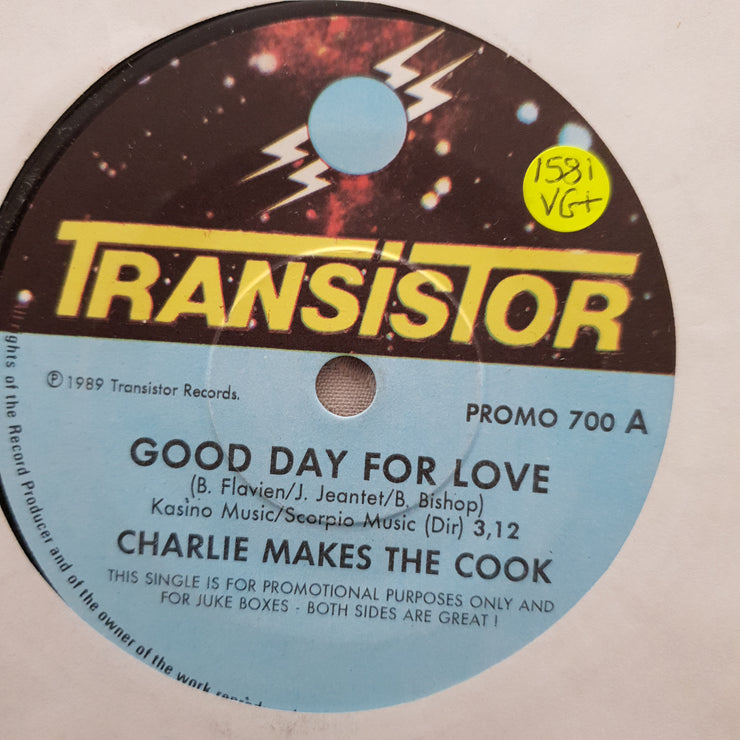 1581
VG+
TRANSISTOR
℗ 1989 Transistor Records.
PROMO 700 A
GOOD DAY FOR LOVE
(B. Flavien/J. Jeantet/B. Bishop)
Kasino Music/Scorpio Music (Dir) 3,12
CHARLIE MAKES THE COOK
THIS SINGLE IS FOR PROMOTIONAL PURPOSES ONLY AND
FOR JUKE BOXES - BOTH SIDES ARE GREAT !
of the Record Producer and of the owner of the work